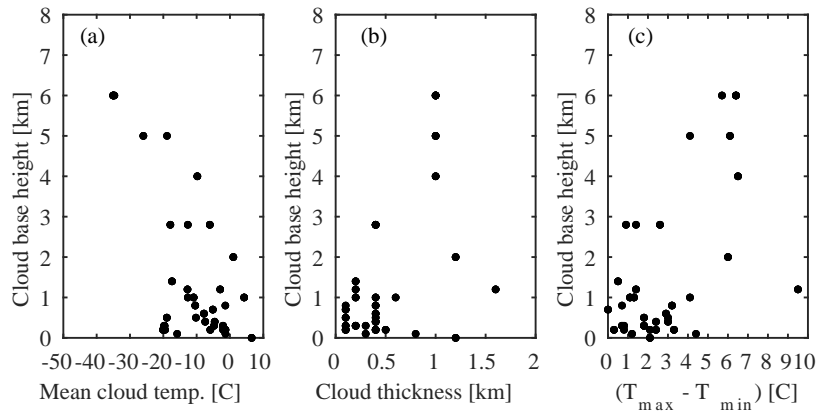 (a)
8
7
6
5
4
3
2
1
0
Cloud base height [km]
-50 -40 -30 -20 -10 0 10
Mean cloud temp. [C]
(b)
8
7
6
5
4
3
2
1
0
Cloud base height [km]
0 0.5 1 1.5 2
Cloud thickness [km]
(c)
8
7
6
5
4
3
2
1
0
Cloud base height [km]
0 1 2 3 4 5 6 7 8 9 10
(T max - T min) [C]